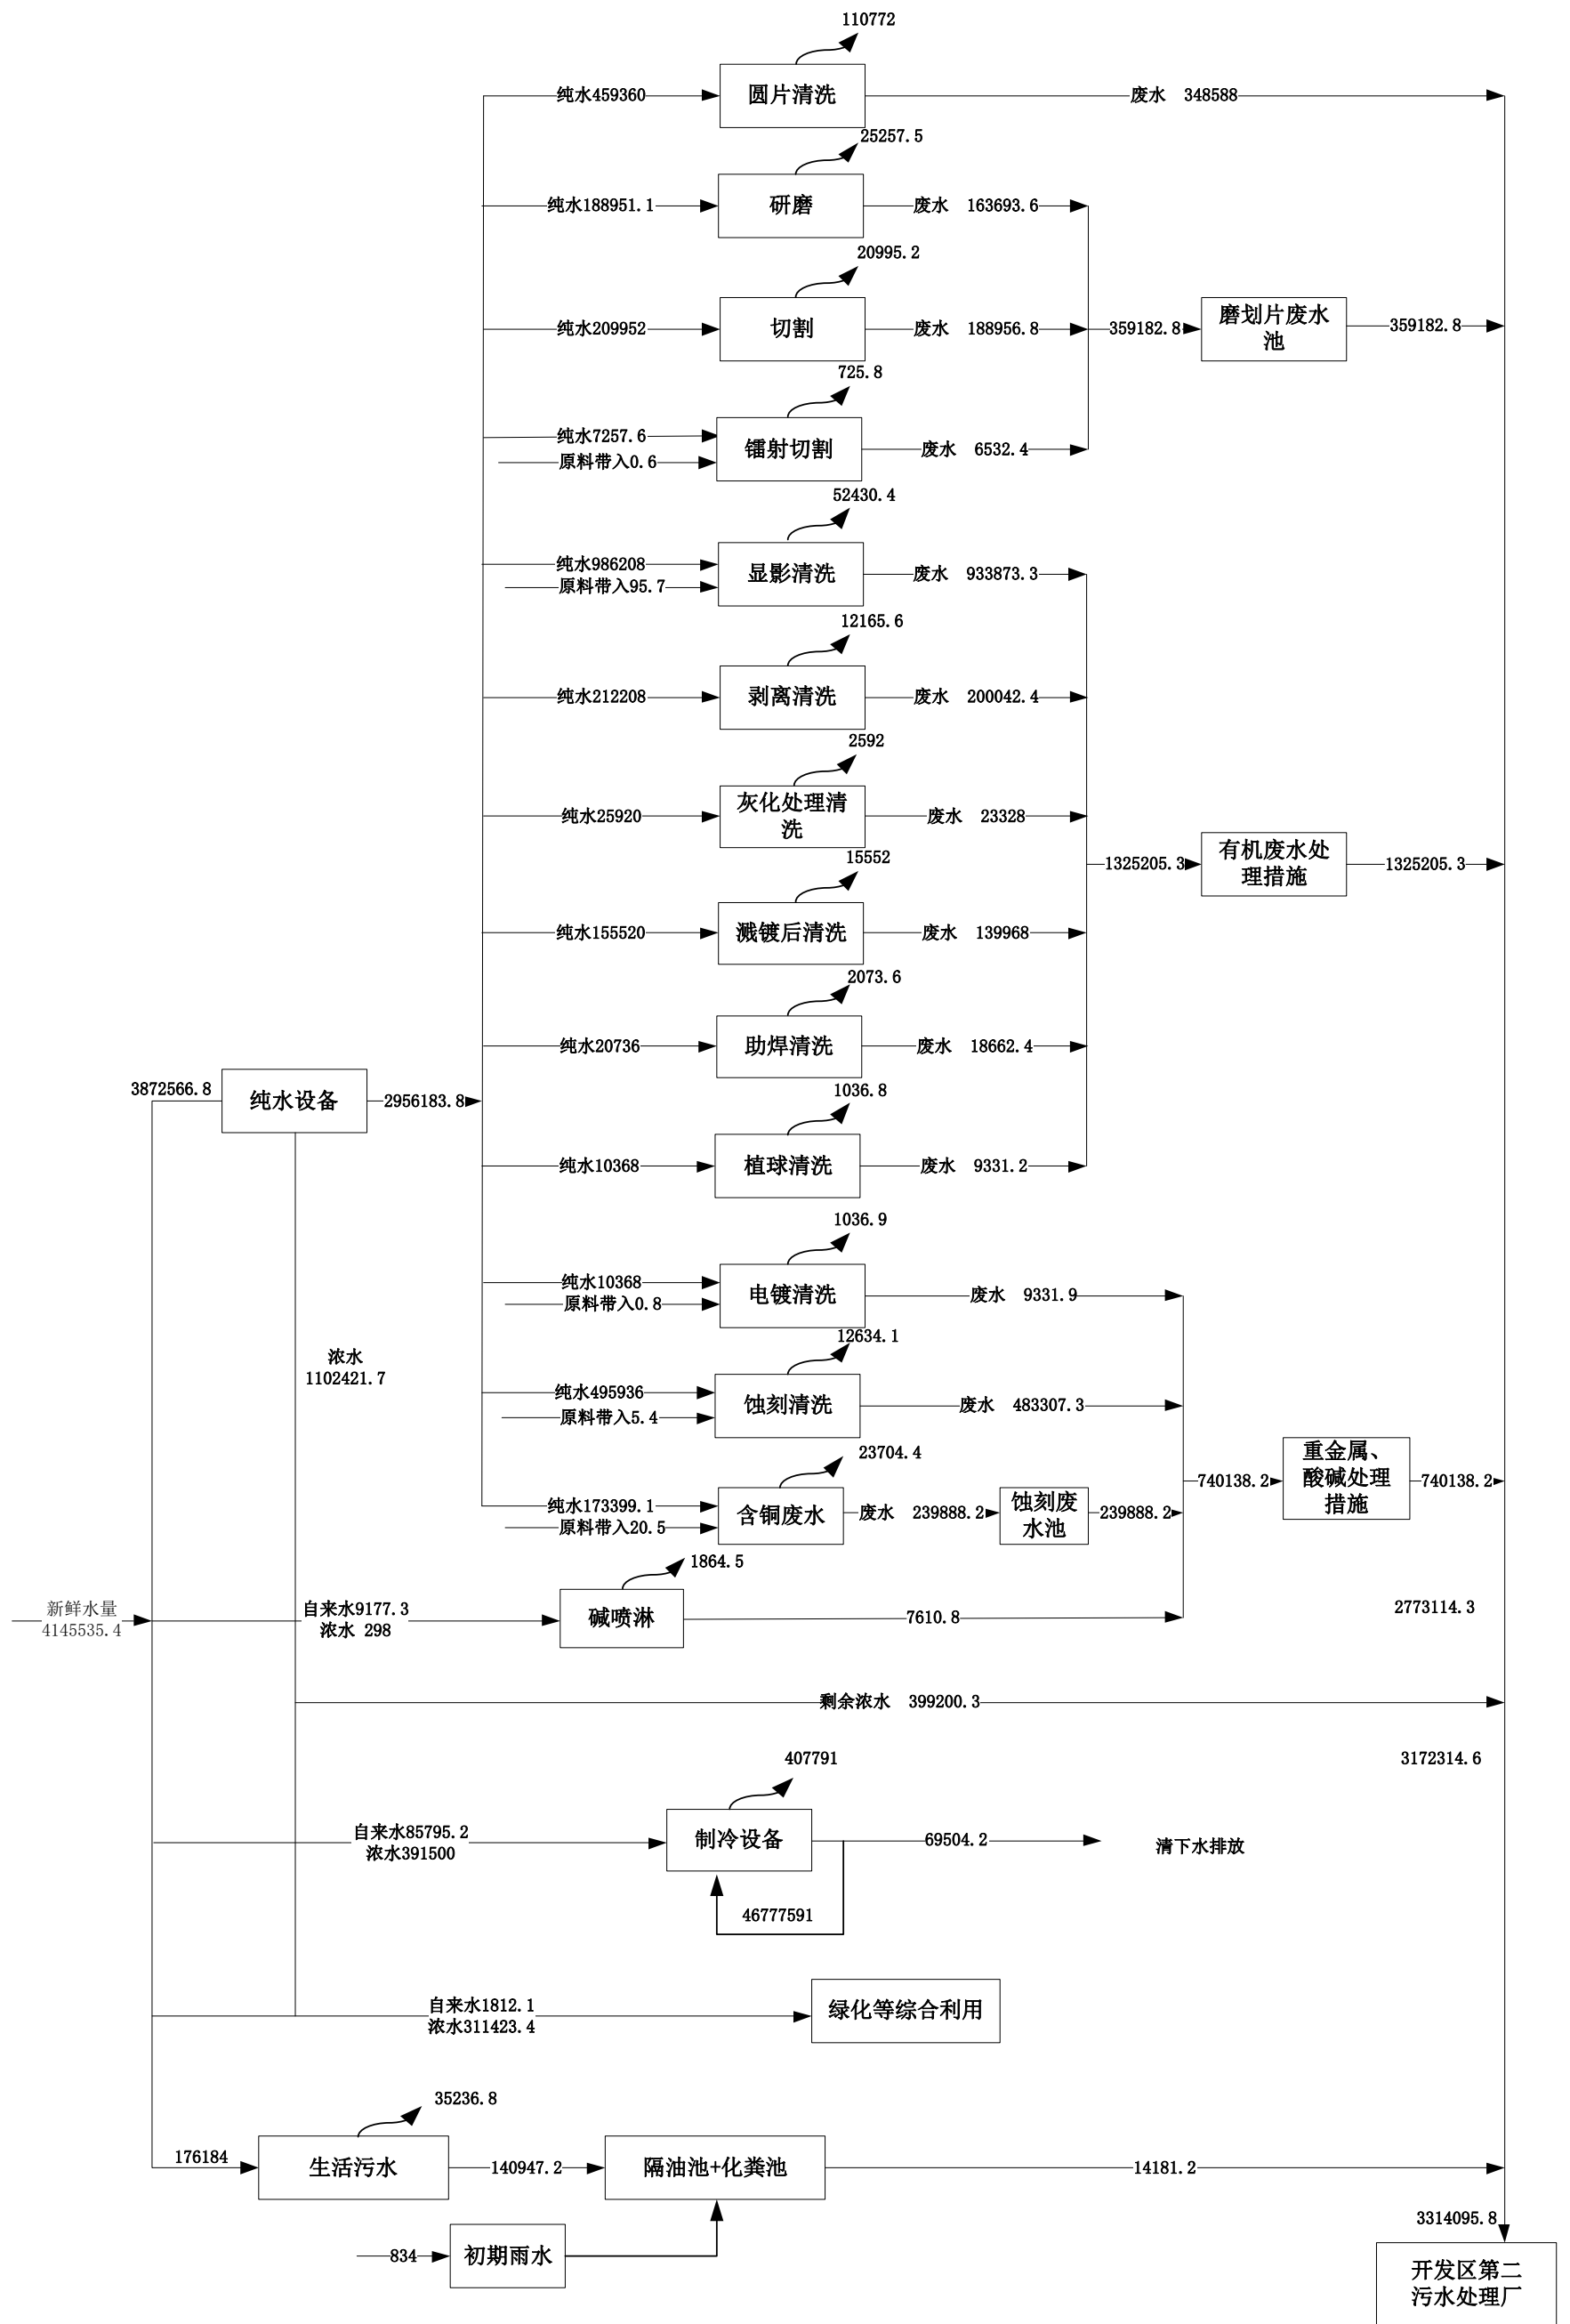 110772
纯水459360
圆片清洗
废水 348588
25257.5
纯水188951.1
研磨
废水 163693.6
20995.2
纯水209952
切割
废水 188956.8
359182.8
磨划片废水
池
359182.8
725.8
纯水7257.6
原料带入0.6
镭射切割
废水 6532.4
52430.4
纯水986208
原料带入95.7
显影清洗
废水 933873.3
12165.6
纯水212208
剥离清洗
废水 200042.4
2592
纯水25920
灰化处理清
洗
废水 23328
1325205.3
有机废水处
理措施
1325205.3
15552
纯水155520
溅镀后清洗
废水 139968
2073.6
纯水20736
助焊清洗
废水 18662.4
3872566.8
纯水设备
2956183.8
1036.8
纯水10368
植球清洗
废水 9331.2
1036.9
纯水10368
原料带入0.8
电镀清洗
废水 9331.9
浓水
1102421.7
12634.1
纯水495936
原料带入5.4
蚀刻清洗
废水 483307.3
740138.2
重金属、
酸碱处理
措施
740138.2
23704.4
纯水173399.1
原料带入20.5
含铜废水
废水 239888.2
蚀刻废
水池
239888.2
1864.5
新鲜水量
4145535.4
自来水9177.3
浓水 298
碱喷淋
7610.8
2773114.3
剩余浓水 399200.3
3172314.6
407791
自来水85795.2
浓水391500
制冷设备
69504.2
清下水排放
46777591
自来水1812.1
浓水311423.4
绿化等综合利用
35236.8
176184
生活污水
140947.2
隔油池+化粪池
14181.2
834
初期雨水
3314095.8
开发区第二
污水处理厂